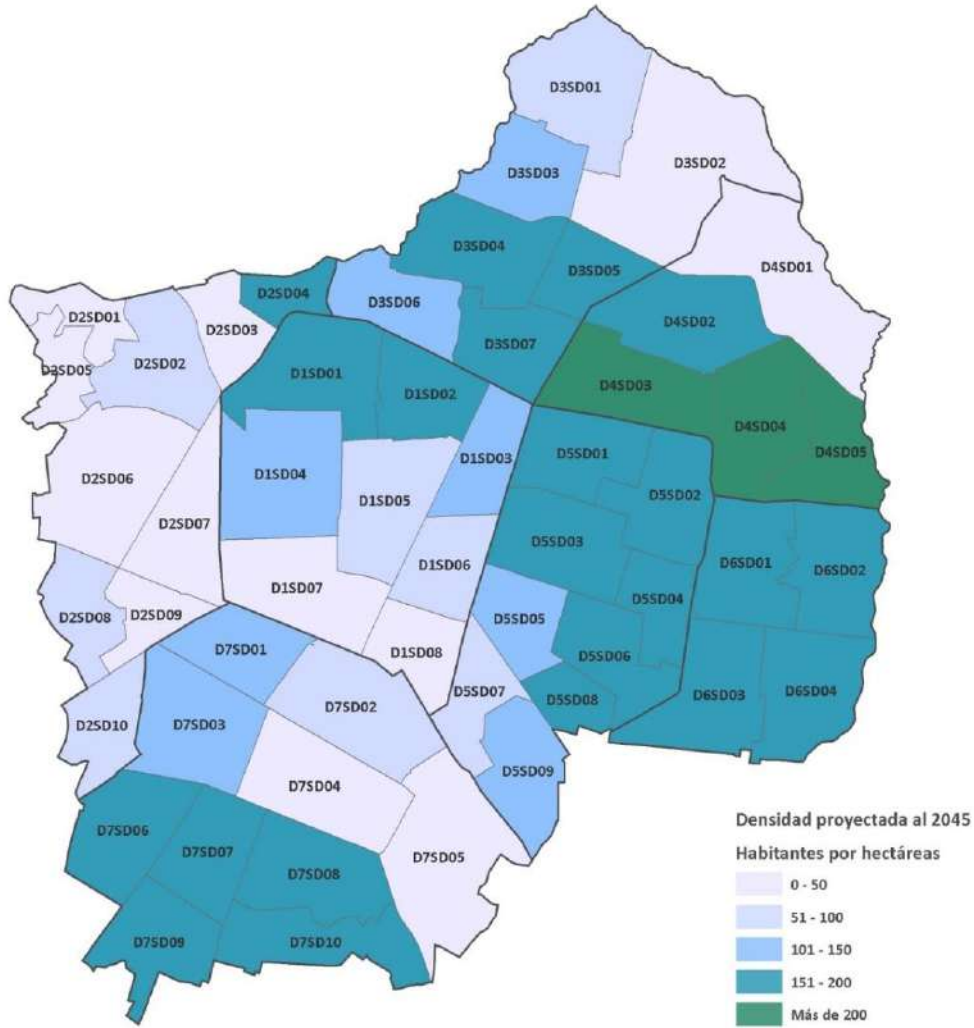 D3SD01
D3SD02
D3SD03
D3SD04
D3SD05
D4SD01
D2SD04
D3SD06
D2SD01
D2SD03
D4SD02
D3SD07
D2SD05
D2SD02
D1SD01
D1SD02
D4SD03
D4SD04
D4SD05
D1SD03
D5SD01
D2SD06
D1SD04
D1SD05
D5SD02
D2SD07
D5SD03
D1SD06
D6SD01
D6SD02
D1SD07
D5SD04
D2SD08
D2SD09
D5SD05
D7SD01
D1SD08
D5SD06
D5SD07
D6SD03
D6SD04
D7SD02
D5SD08
D2SD10
D7SD03
D5SD09
D7SD04
D7SD06
D7SD07
D7SD05
D7SD08
D7SD09
D7SD10
Densidad proyectada al 2045
Habitantes por hectáreas
0 - 50
51 - 100
101 - 150
151 - 200
Más de 200